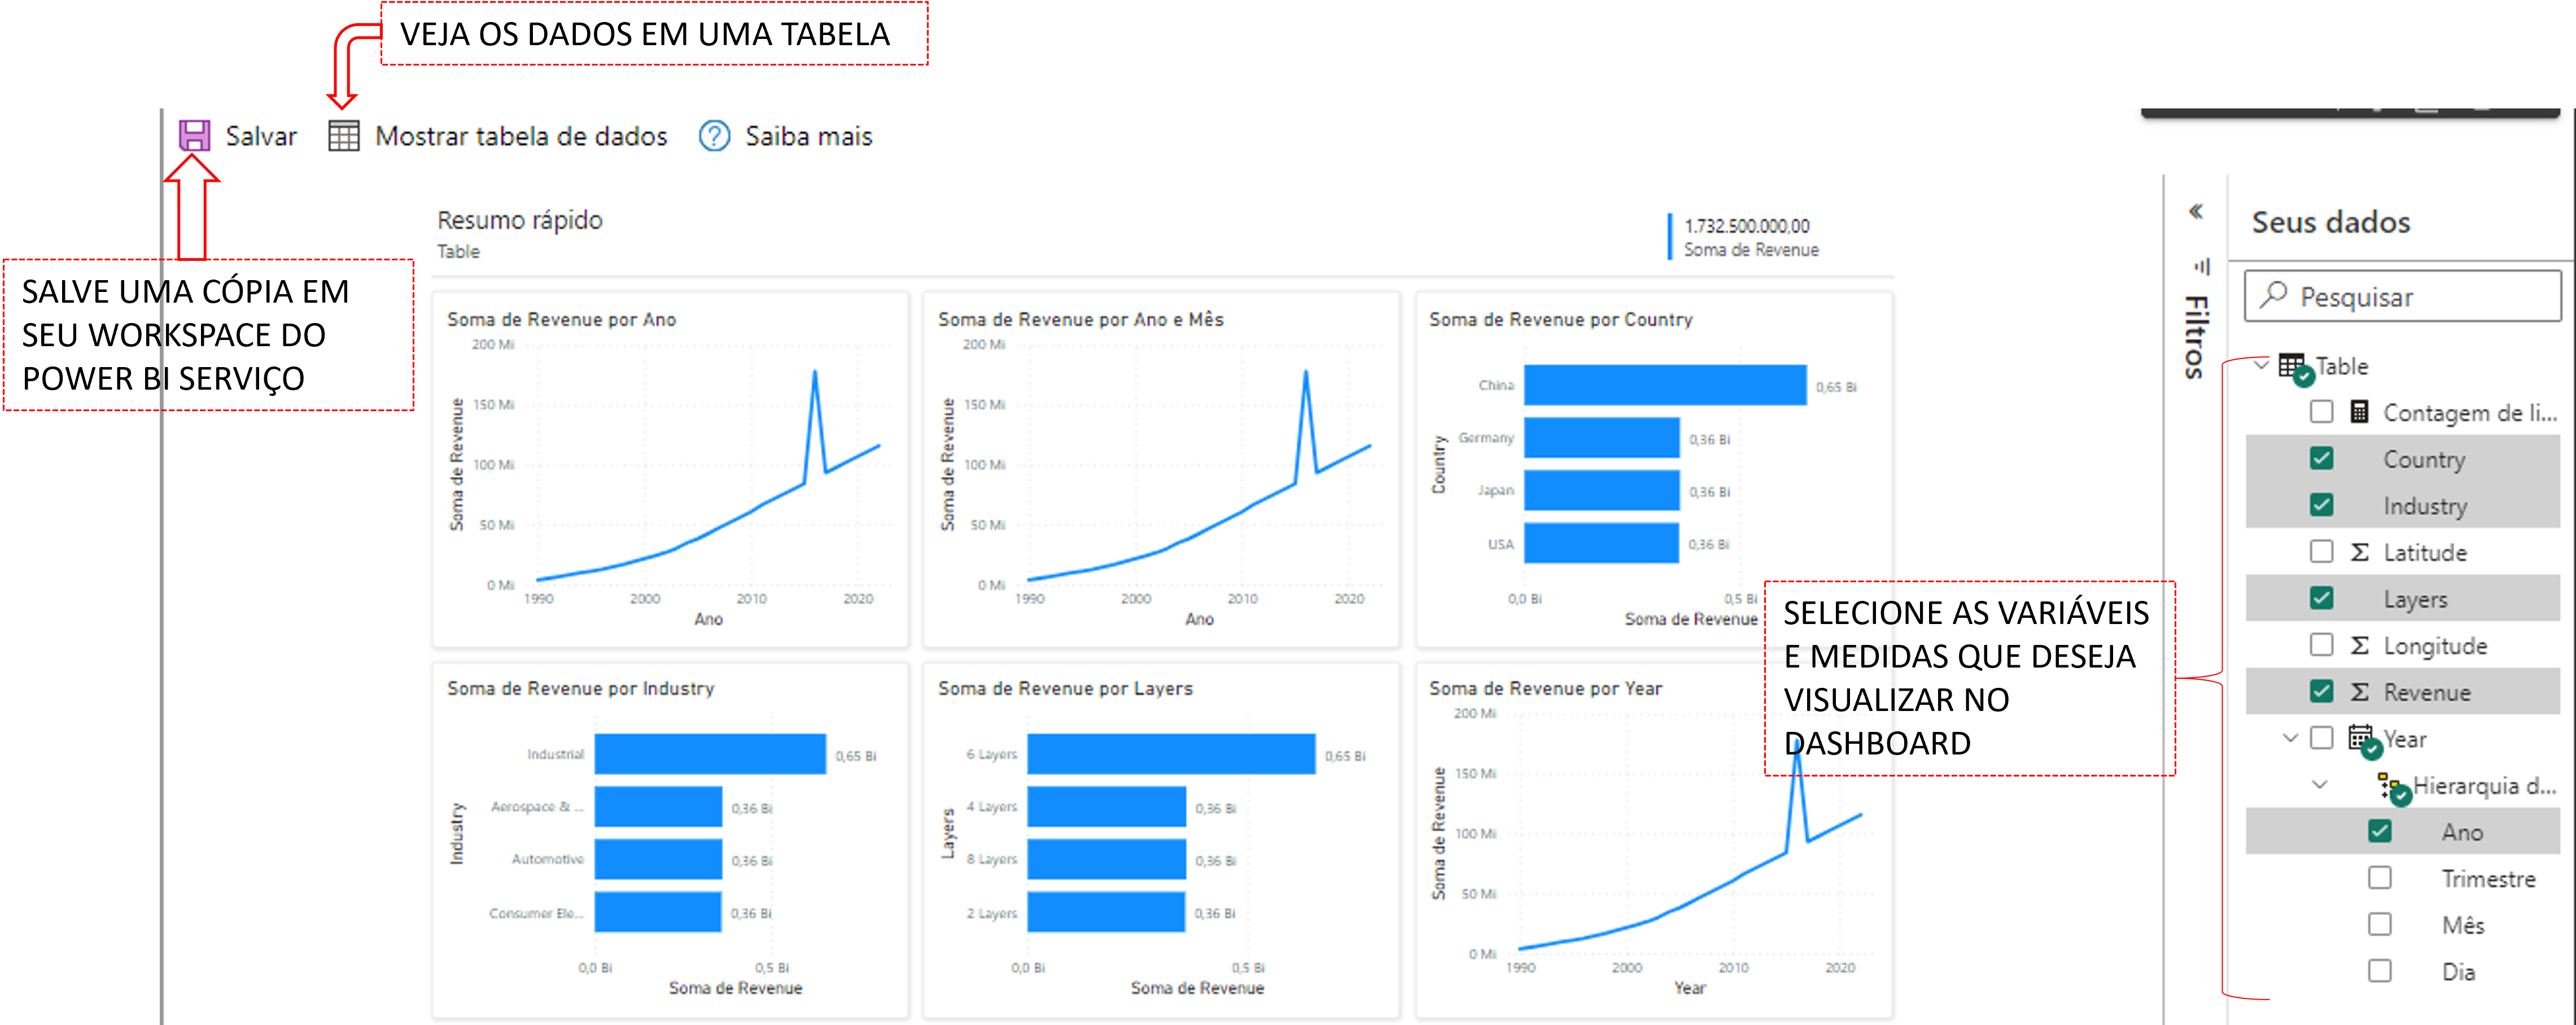 VEJA OS DADOS EM UMA TABELA
Salvar
Mostrar tabela de dados
Saiba mais
SALVE UMA CÓPIA EM
SEU WORKSPACE DO
POWER BI SERVIÇO
Resumo rápido
Table
1.732.500.000,00
Soma de Revenue
Soma de Revenue por Ano
200 Mi
150 Mi
100 Mi
50 Mi
0 Mi
Soma de Revenue
1990 2000 2010 2020
Ano
Soma de Revenue por Ano e Mês
200 Mi
150 Mi
100 Mi
50 Mi
0 Mi
Soma de Revenue
1990 2000 2010 2020
Ano
Soma de Revenue por Country
Country
China 0,65 Bi
Germany 0,36 Bi
Japan 0,36 Bi
USA 0,36 Bi
0,0 Bi 0,5 Bi
Soma de Revenue
Soma de Revenue por Industry
Industry
Industrial 0,65 Bi
Aerospace & ... 0,36 Bi
Automotive 0,36 Bi
Consumer Ele... 0,36 Bi
0,0 Bi 0,5 Bi
Soma de Revenue
Soma de Revenue por Layers
Layers
6 Layers 0,65 Bi
4 Layers 0,36 Bi
8 Layers 0,36 Bi
2 Layers 0,36 Bi
0,0 Bi 0,5 Bi
Soma de Revenue
Soma de Revenue por Year
200 Mi
150 Mi
100 Mi
50 Mi
0 Mi
Soma de Revenue
1990 2000 2010 2020
Year
SELECIONE AS VARIÁVEIS
E MEDIDAS QUE DESEJA
VISUALIZAR NO
DASHBOARD
Filtros
Seus dados
Pesquisar
Table
Contagem de li...
Country
Industry
Latitude
Layers
Longitude
Revenue
Year
Hierarquia d...
Ano
Trimestre
Mês
Dia